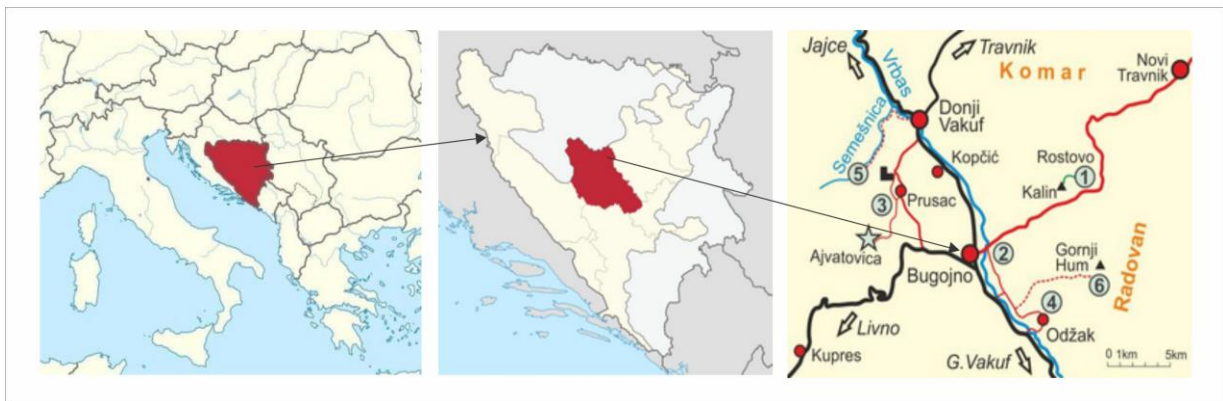 Jajce
Travnik
Vrbas
Komar
Novi
Travnik
Donji
Vakuf
Semešnica
Kopčić
Rostovo
1
5
Kalin
Prusac
3
Ajvatovica
2
Gornji
Hum
Bugojno
6
Radovan
4
Livno
Odžak
Kupres
G.Vakuf
0 1km 5km